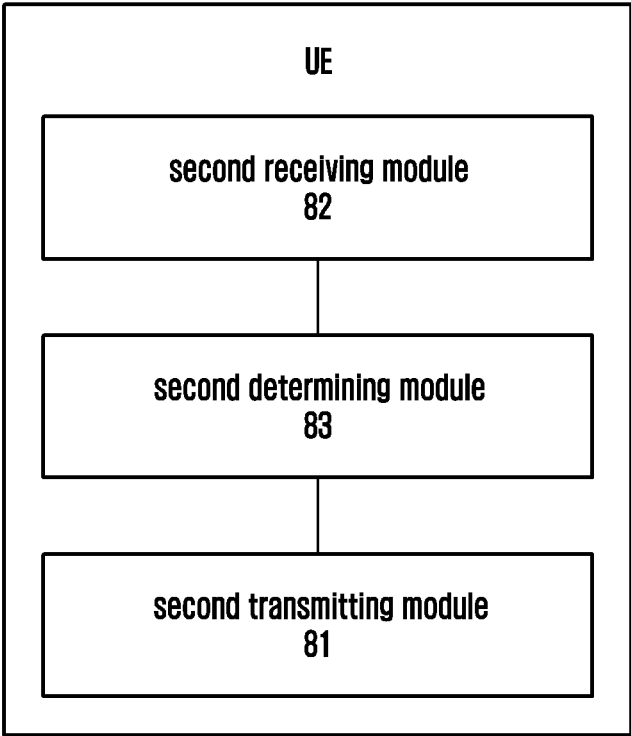 UE
second receiving module
82
second determining module
83
second transmitting module
81